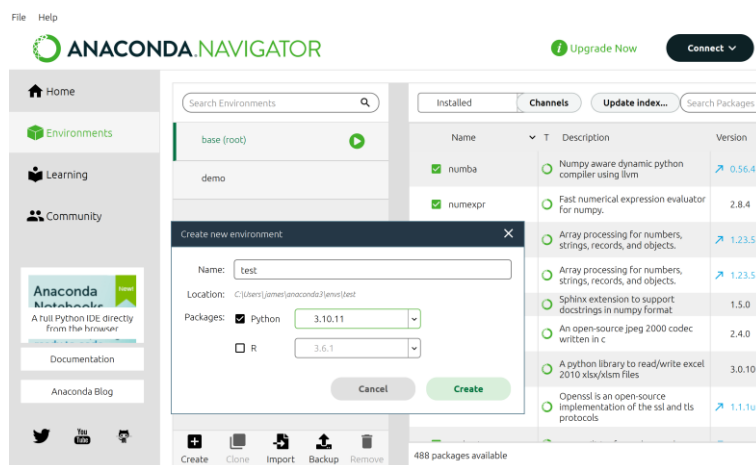 File Help
ANACONDA.NAVIGATOR
Upgrade Now
Connect
Home
Environments
Learning
Community
Anaconda
Notebooks
A full Python IDE directly
from the browser
Documentation
Anaconda Blog
You
Tube
Search Environments
base (root)
demo
Create
Clone
Import
Backup
Remove
Installed
Channels
Update index...
Search Packages
Name
T
Description
Version
numba
Numpy aware dynamic python
compiler using llvm
0.56.4
numexpr
Fast numerical expression evaluator
for numpy.
2.8.4
Array processing for numbers,
strings, records, and objects.
1.23.5
Array processing for numbers,
strings, records, and objects.
1.23.5
Sphinx extension to support
docstrings in numpy format
1.5.0
An open-source jpeg 2000 codec
written in c
2.4.0
A python library to read/write excel
2010 xlsx/xlsm files
3.0.10
Openssl is an open-source
implementation of the ssl and tls
protocols
1.1.1u
488 packages available
Create new environment
Name:
test
Location:
C:\Users\james\anaconda3\envs\test
Packages:
Python
3.10.11
R
3.6.1
Cancel
Create